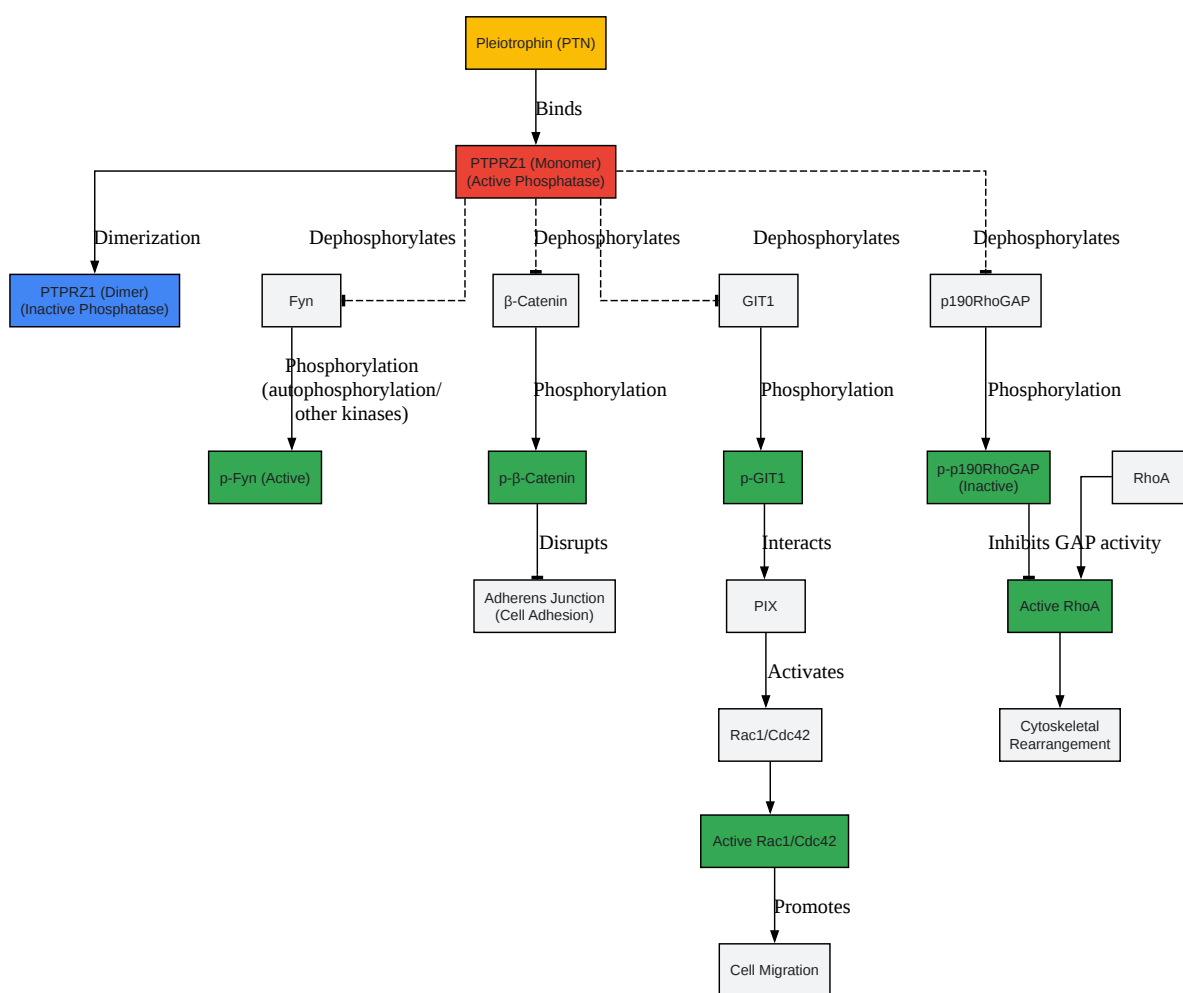 Pleiotrophin (PTN)
Binds
PTPRZ1 (Monomer)
(Active Phosphatase)
Dimerization
Dephosphorylates
Dephosphorylates
Dephosphorylates
Dephosphorylates
PTPRZ1 (Dimer)
(Inactive Phosphatase)
Fyn
β-Catenin
GIT1
p190RhoGAP
Phosphorylation
(autophosphorylation/
other kinases)
Phosphorylation
Phosphorylation
Phosphorylation
p-Fyn (Active)
p-β-Catenin
p-GIT1
p-p190RhoGAP
(Inactive)
RhoA
Disrupts
Interacts
Inhibits GAP activity
Adherens Junction
(Cell Adhesion)
PIX
Active RhoA
Activates
Rac1/Cdc42
Cytoskeletal
Rearrangement
Active Rac1/Cdc42
Promotes
Cell Migration